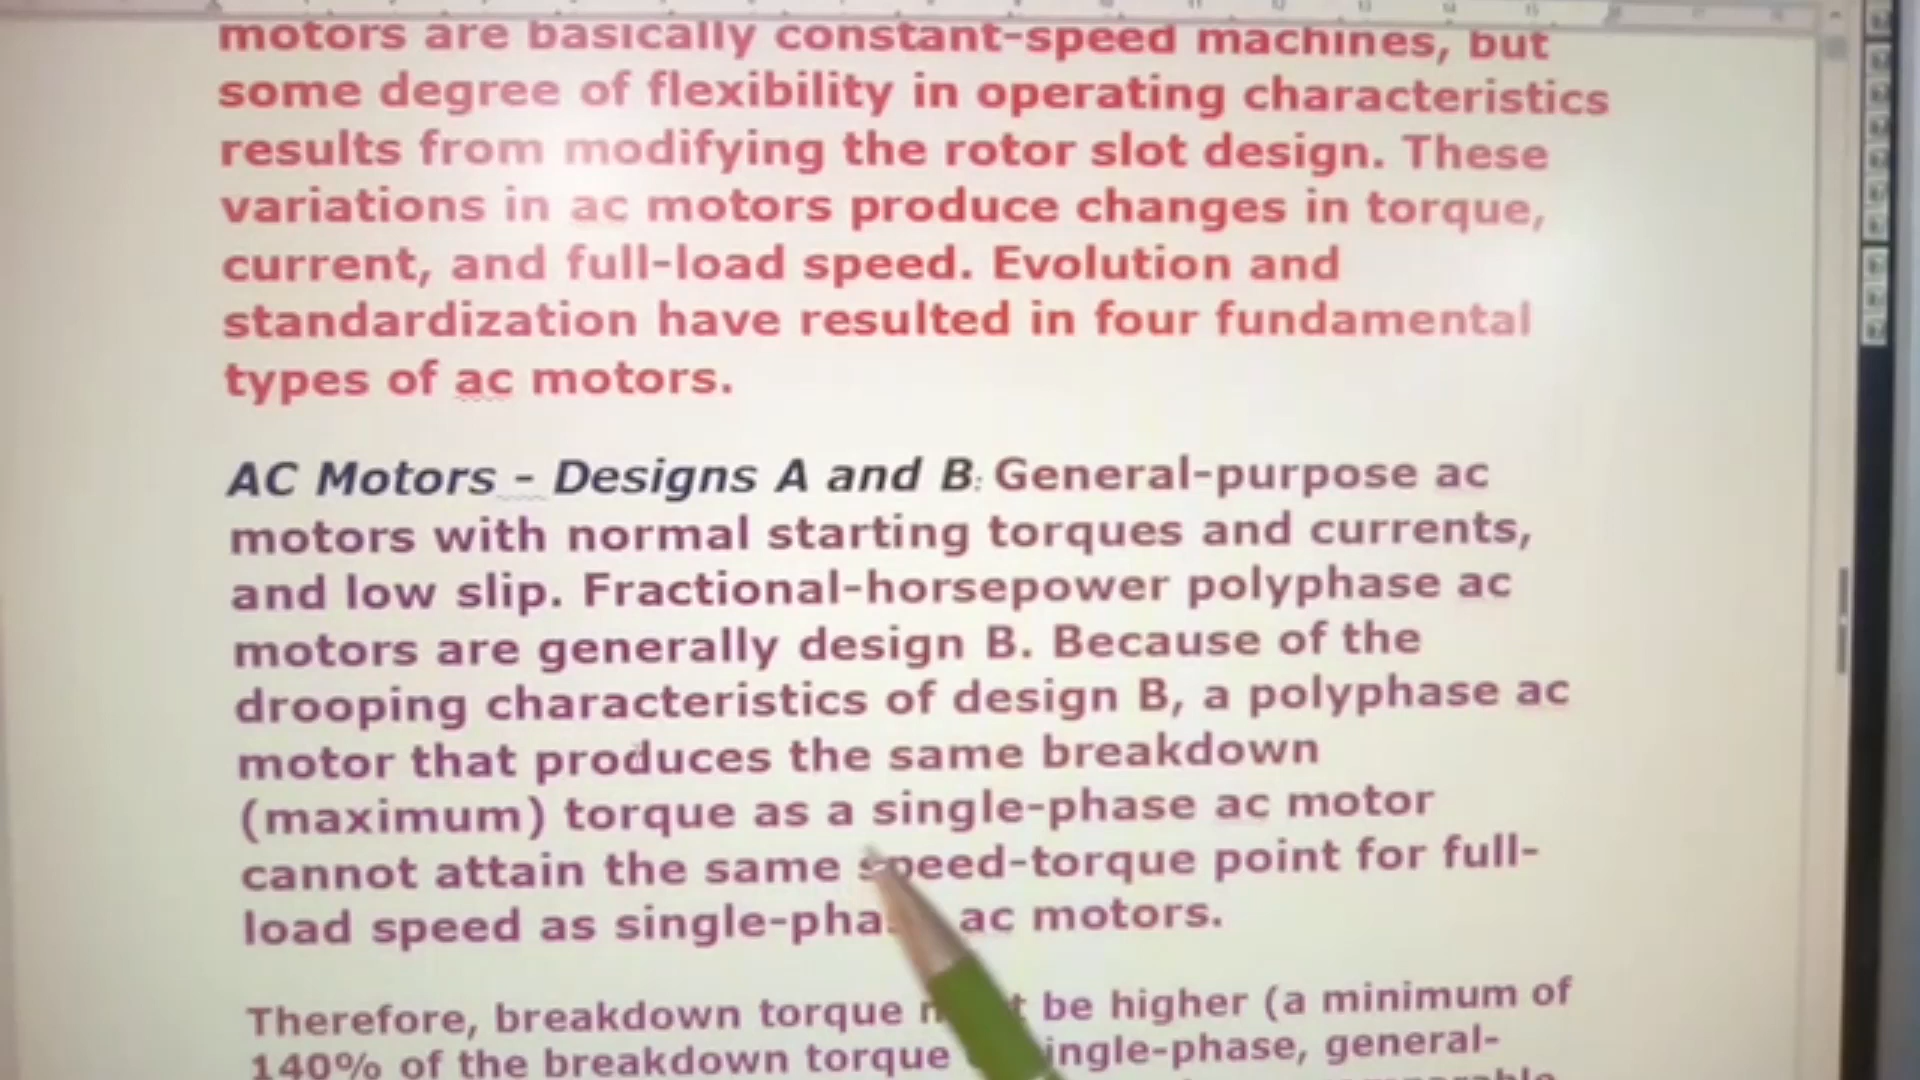 motors are basically constant-speed machines, but
some degree of flexibility in operating characteristics
results from modifying the rotor slot design. These
variations in ac motors produce changes in torque,
current, and full-load speed. Evolution and
standardization have resulted in four fundamental
types of ac motors.
AC Motors - Designs A and B: General-purpose ac
motors with normal starting torques and currents,
and low slip. Fractional-horsepower polyphase ac
motors are generally design B. Because of the
drooping characteristics of design B, a polyphase ac
motor that produces the same breakdown
(maximum) torque as a single-phase ac motor
cannot attain the same speed-torque point for full-
load speed as ac motors.
Therefore, breakdown torque be higher (a minimum of
140% of the breakdown torque general-